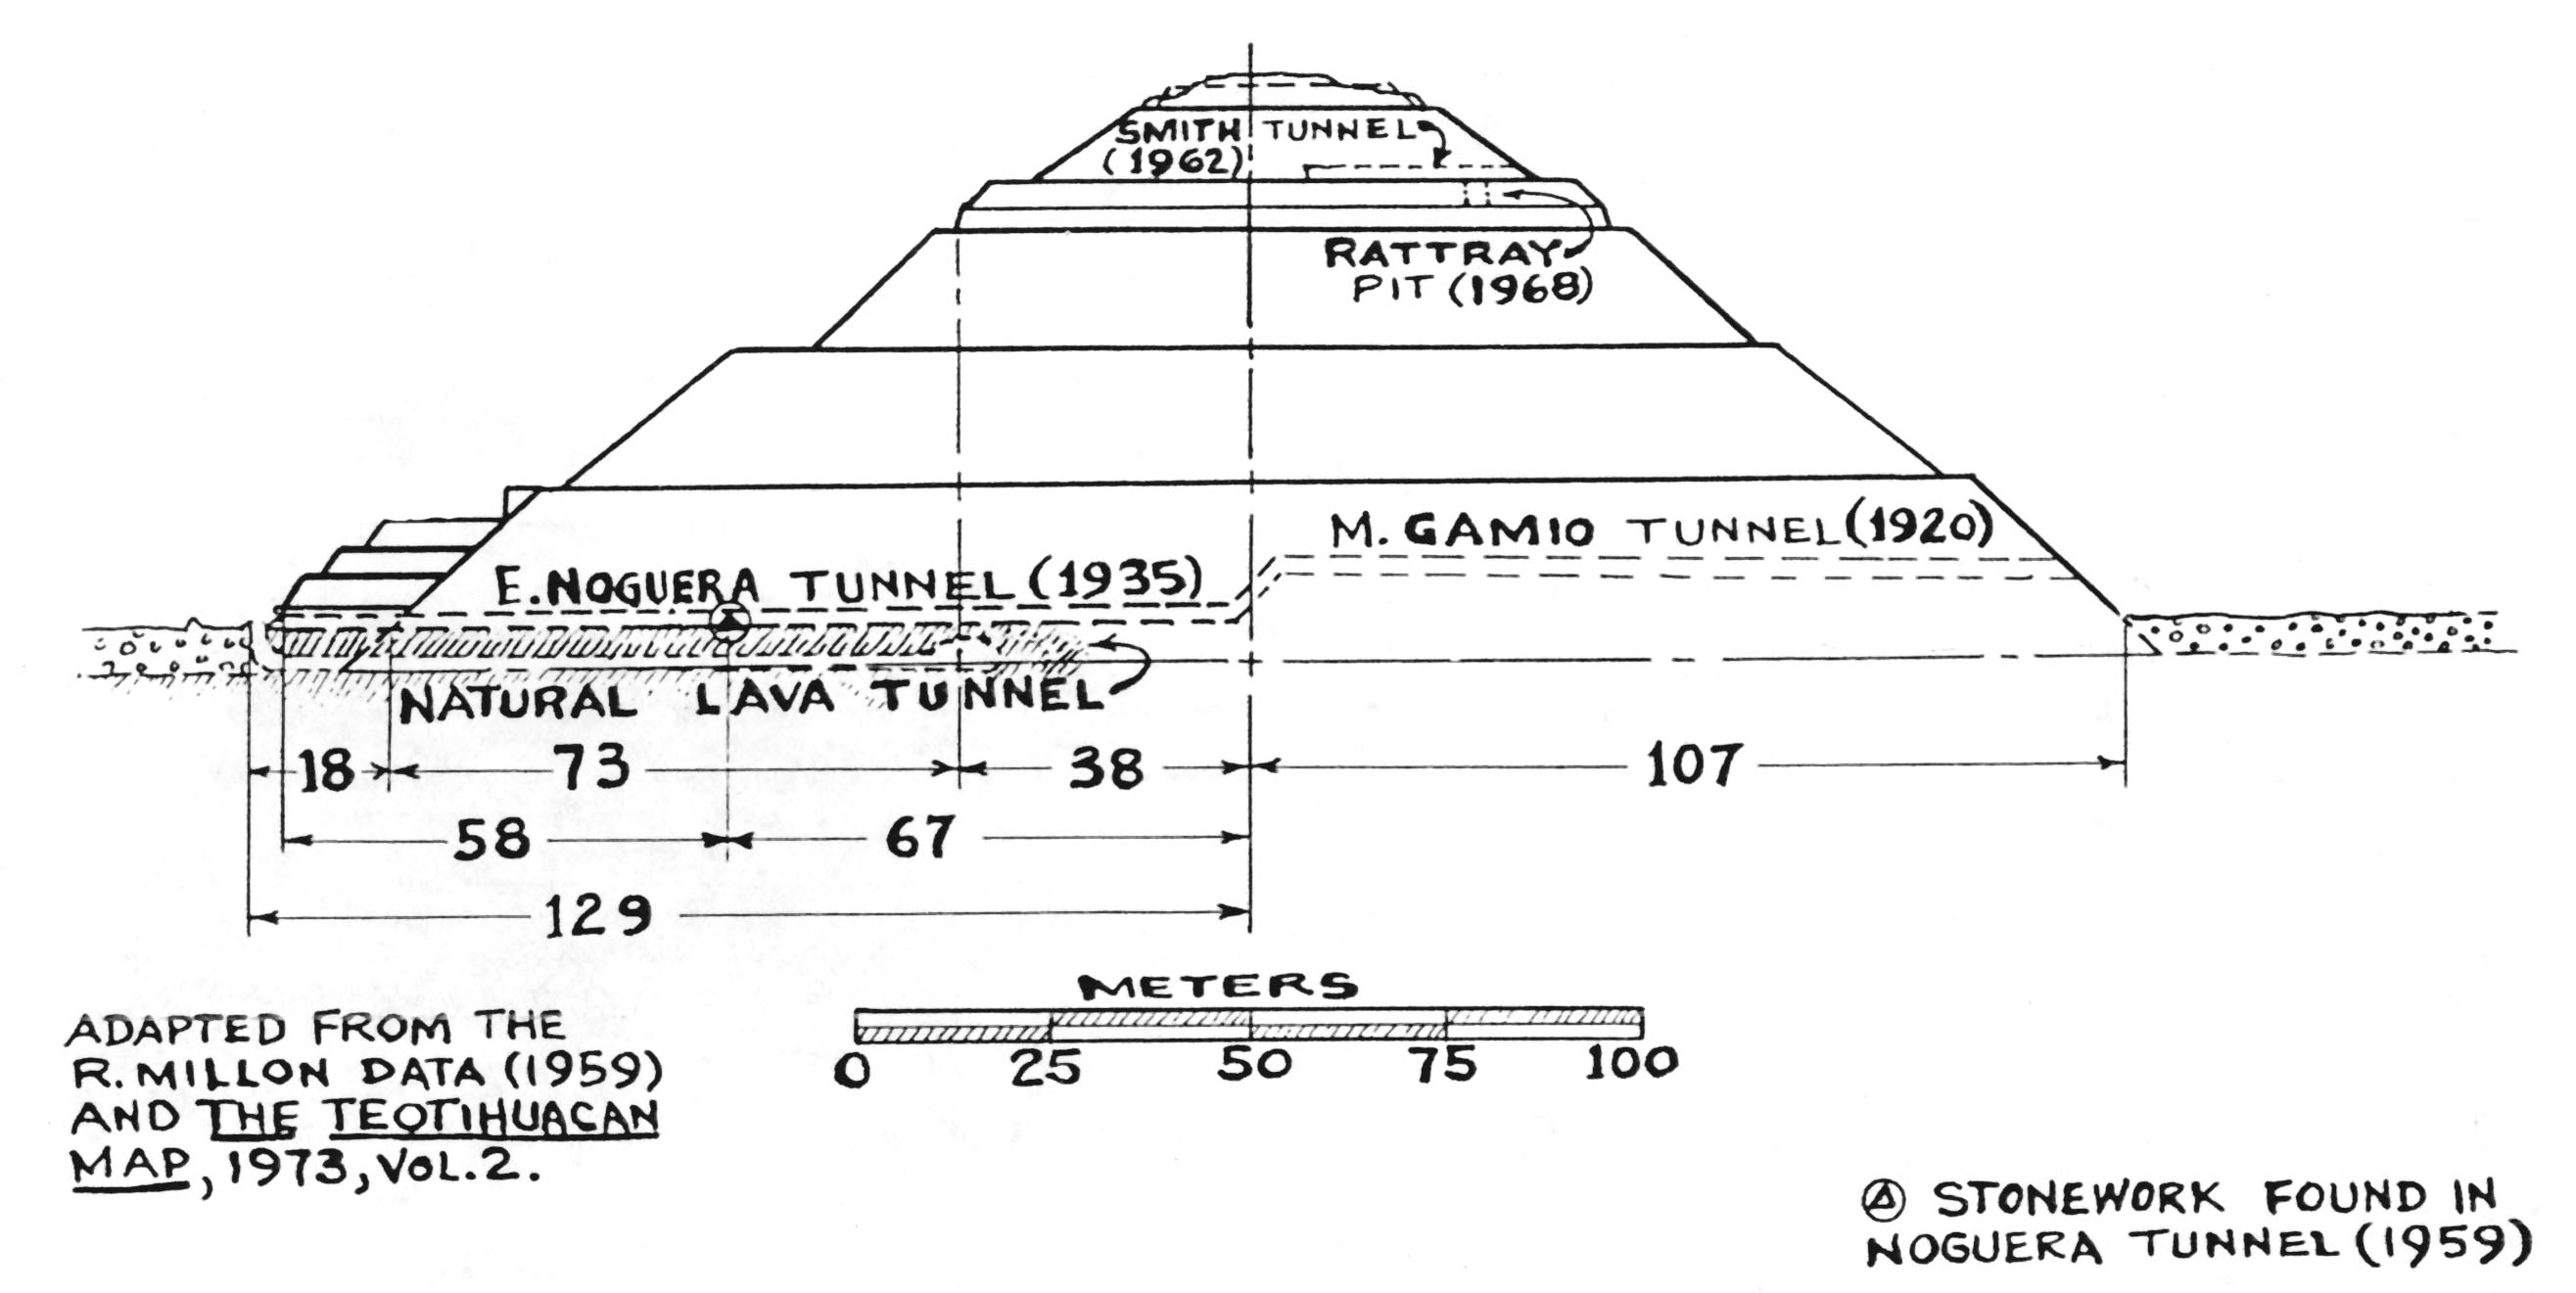 SMITH TUNNEL
(1962)
RATTRAY
PIT (1968)
M. GAMIO TUNNEL (1920)
E. NOGUERA TUNNEL (1935)
NATURAL LAVA TUNNEL
18 73 38 107
58 67
129
METERS
0 25 50 75 100
ADAPTED FROM THE
R. MILLON DATA (1959)
AND THE TEOTIHUACAN
MAP, 1973, VOL. 2.
STONEWORK FOUND IN
NOGUERA TUNNEL (1959)